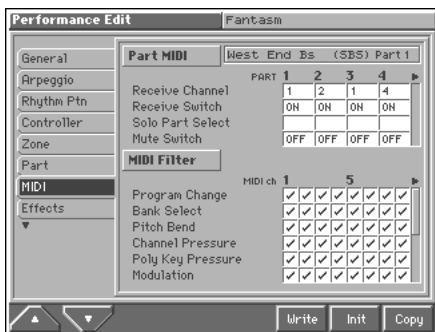 Performance Edit
Fantasm
General
Arpeggio
Rhythm Ptn
Controller
Zone
Part
MIDI
Effects
Part MIDI
West End Bs (SBS) Part 1
PART 1 2 3 4
Receive Channel 1 2 1 4
Receive Switch ON ON ON ON
Solo Part Select
Mute Switch OFF OFF OFF OFF
MIDI Filter
MIDI ch 1 5
Program Change
Bank Select
Pitch Bend
Channel Pressure
Poly Key Pressure
Modulation
Write Init Copy